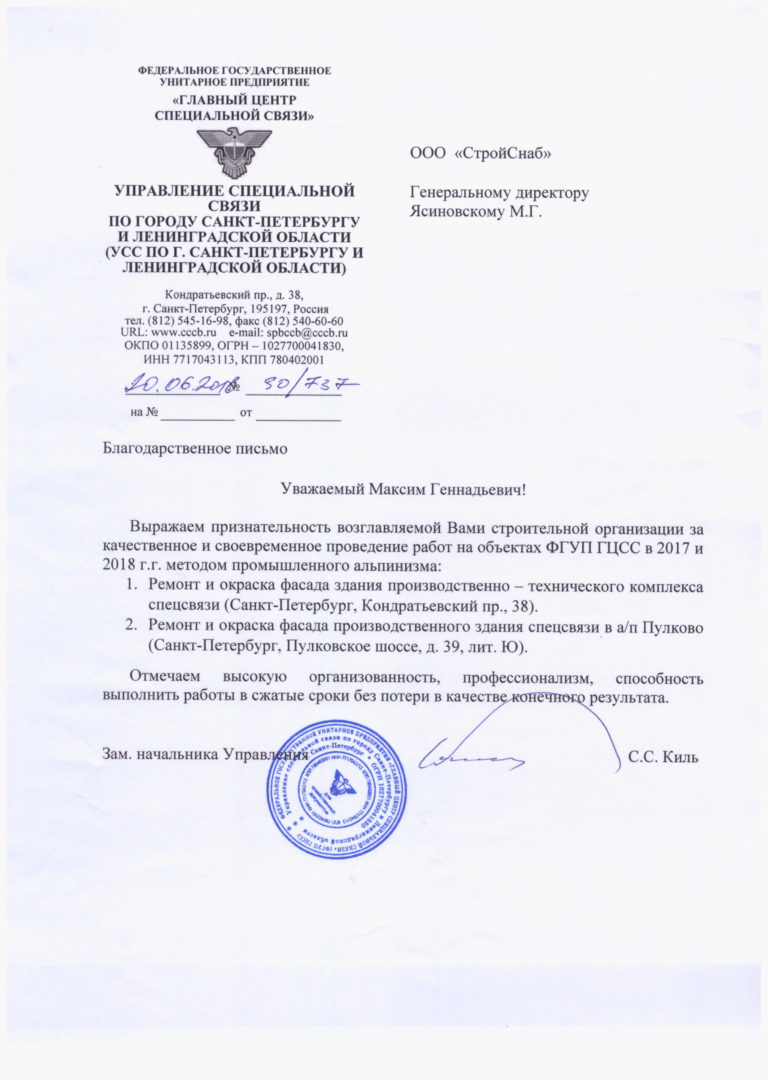 ФЕДЕРАЛЬНОЕ ГОСУДАРСТВЕННОЕ
УНИТАРНОЕ ПРЕДПРИЯТИЕ
«ГЛАВНЫЙ ЦЕНТР
СПЕЦИАЛЬНОЙ СВЯЗИ»
УПРАВЛЕНИЕ СПЕЦИАЛЬНОЙ
СВЯЗИ
ПО ГОРОДУ САНКТ-ПЕТЕРБУРГУ
И ЛЕНИНГРАДСКОЙ ОБЛАСТИ
(УСС ПО Г. САНКТ-ПЕТЕРБУРГУ И
ЛЕНИНГРАДСКОЙ ОБЛАСТИ)
Кондратьевский пр., д. 38,
г. Санкт-Петербург, 195197, Россия
тел. (812) 545-16-98, факс (812) 540-60-60
URL: www.cccb.ru e-mail: spbccb@cccb.ru
ОКПО 01135899, ОГРН – 1027700041830,
ИНН 7717043113, КПП 780402001
20.06.2018 № 90/737
на № ____________ от ______________
ООО «СтройСнаб»
Генеральному директору
Ясиновскому М.Г.
Благодарственное письмо
Уважаемый Максим Геннадьевич!
Выражаем признательность возглавляемой Вами строительной организации за
качественное и своевременное проведение работ на объектах ФГУП ГЦСС в 2017 и
2018 г.г. методом промышленного альпинизма:
1. Ремонт и окраска фасада здания производственно – технического комплекса
спецсвязи (Санкт-Петербург, Кондратьевский пр., 38).
2. Ремонт и окраска фасада производственного здания спецсвязи в а/п Пулково
(Санкт-Петербург, Пулковское шоссе, д. 39, лит. Ю).
Отмечаем высокую организованность, профессионализм, способность
выполнить работы в сжатые сроки без потери в качестве конечного результата.
Зам. начальника Управления
С.С. Киль